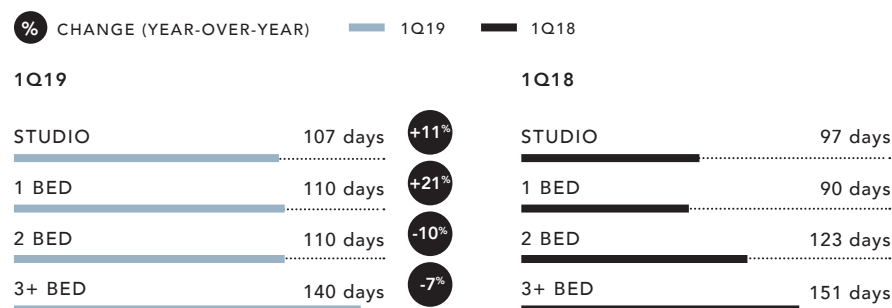 % CHANGE (YEAR-OVER-YEAR) 1Q19 1Q18
1Q19 1Q18
STUDIO 107 days +11% STUDIO 97 days
1 BED 110 days +21% 1 BED 90 days
2 BED 110 days -10% 2 BED 123 days
3+ BED 140 days -7% 3+ BED 151 days